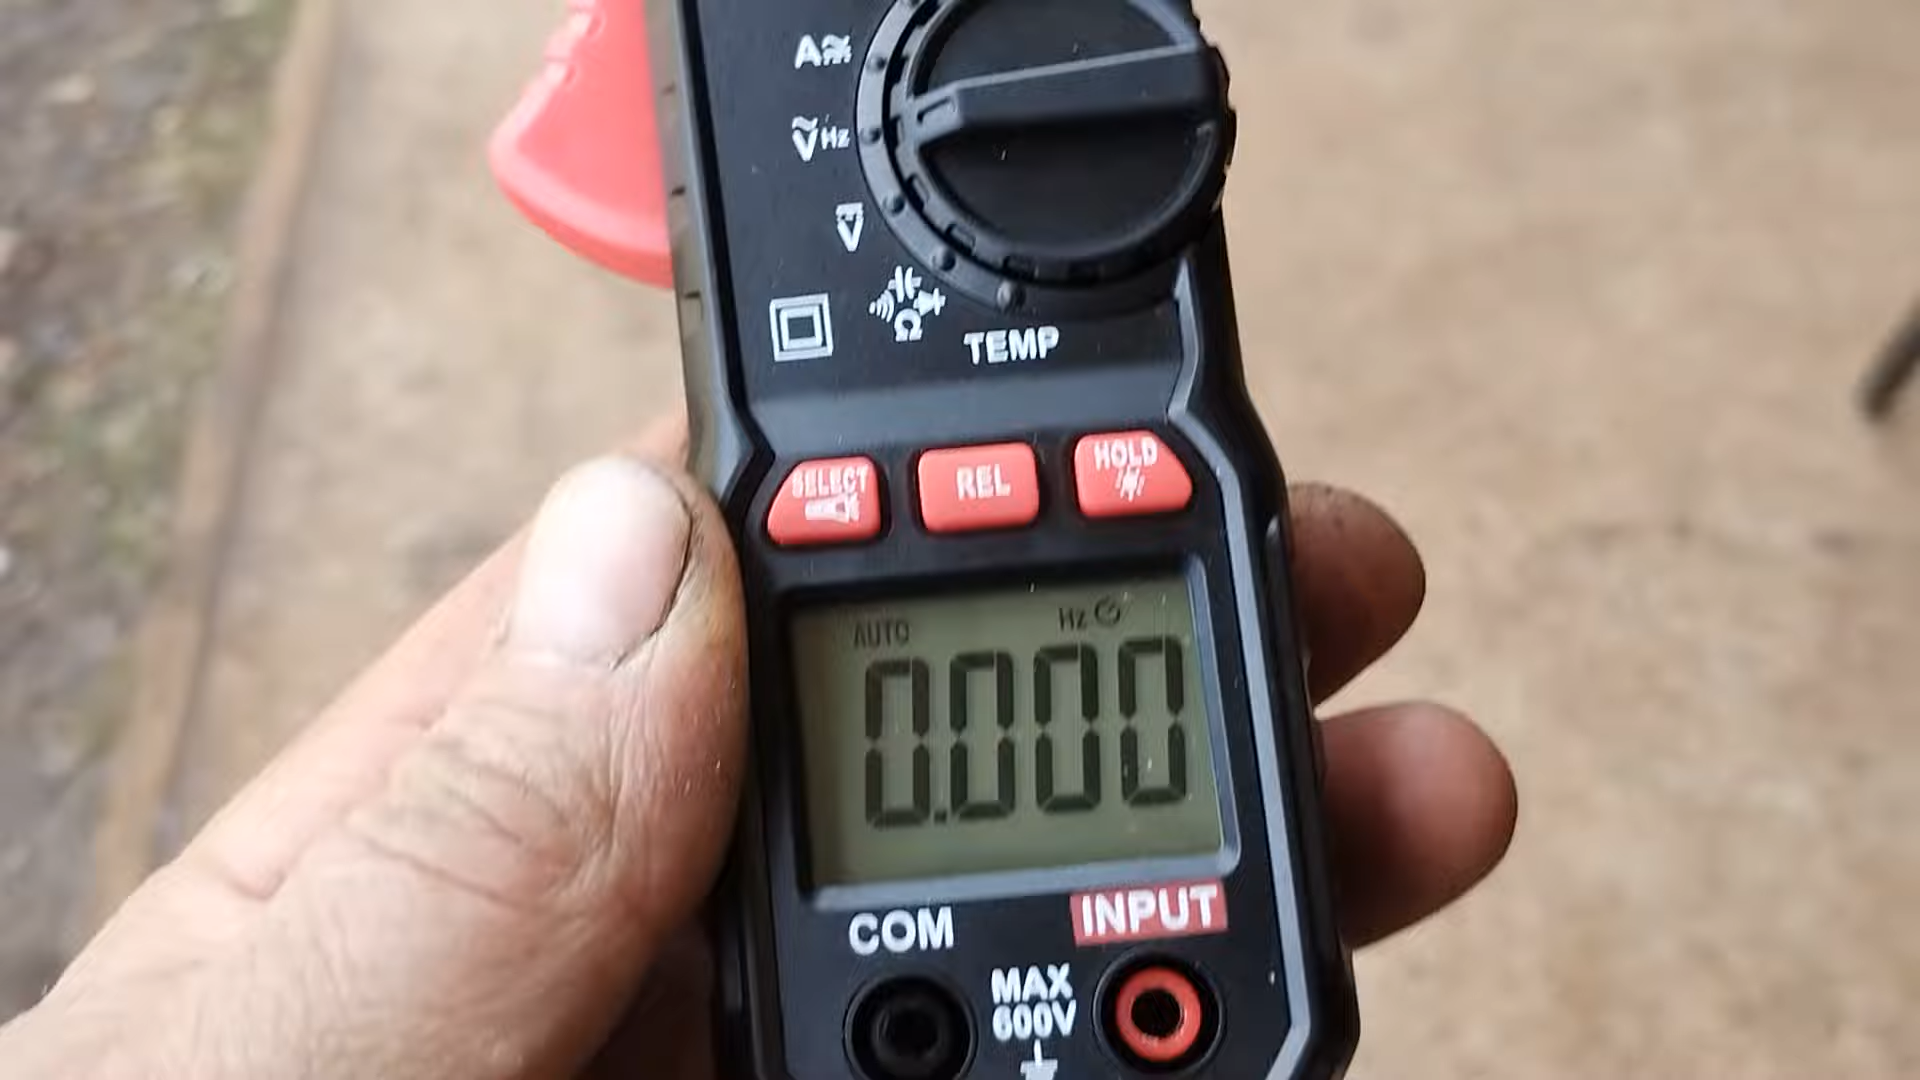 A
V Hz
V
Ω
TEMP
SELECT
REL
HOLD
AUTO Hz
0.000
COM
INPUT
MAX
600V